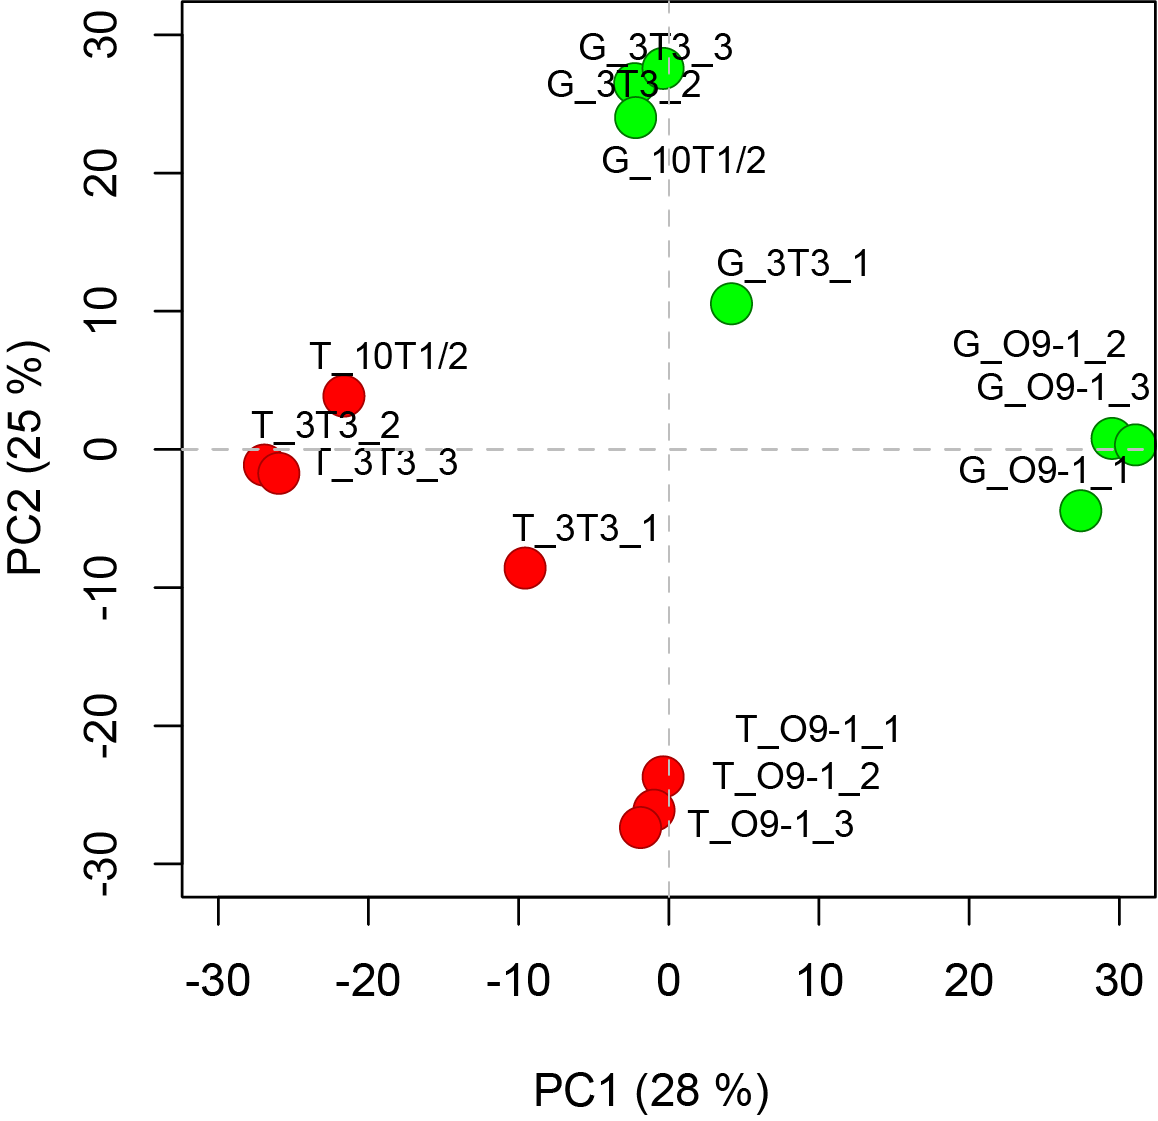 30
G_3T3_3
G_3T3_2
G_10T1/2
20
G_3T3_1
10
G_O9-1_2
T_10T1/2
G_O9-1_3
T_3T3_2
0
T_3T3_3
G_O9-1_1
PC2 (25 %)
T_3T3_1
-10
-20
T_O9-1_1
T_O9-1_2
T_O9-1_3
-30
-30 -20 -10 0 10 20 30
PC1 (28 %)